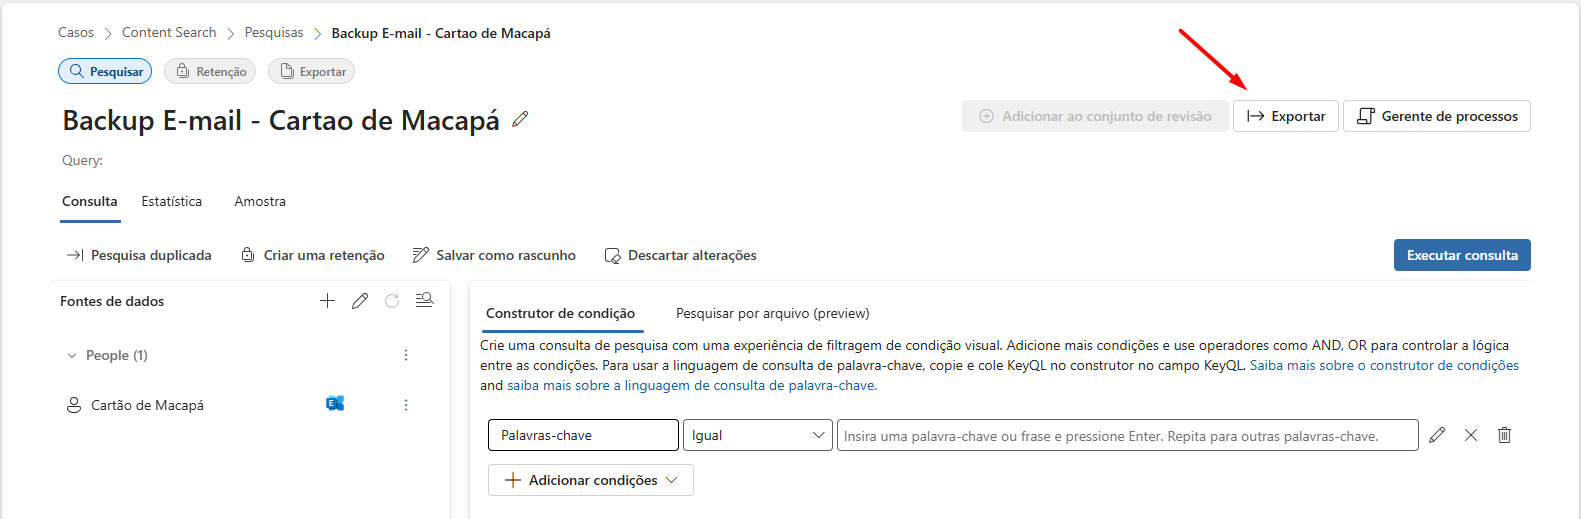 Casos > Content Search > Pesquisas > Backup E-mail - Cartao de Macapá
Pesquisar Retenção Exportar
Backup E-mail - Cartao de Macapá
Adicionar ao conjunto de revisão Exportar Gerente de processos
Query:
Consulta Estatística Amostra
Pesquisa duplicada Criar uma retenção Salvar como rascunho Descartar alterações Executar consulta
Fontes de dados
People (1)
Cartão de Macapá
Construtor de condição Pesquisar por arquivo (preview)
Crie uma consulta de pesquisa com uma experiência de filtragem de condição visual. Adicione mais condições e use operadores como AND, OR para controlar a lógica
entre as condições. Para usar a linguagem de consulta de palavra-chave, copie e cole KeyQL no construtor no campo KeyQL. Saiba mais sobre o construtor de condições
and saiba mais sobre a linguagem de consulta de palavra-chave.
Palavras-chave Igual Insira uma palavra-chave ou frase e pressione Enter. Repita para outras palavras-chave.
Adicionar condições